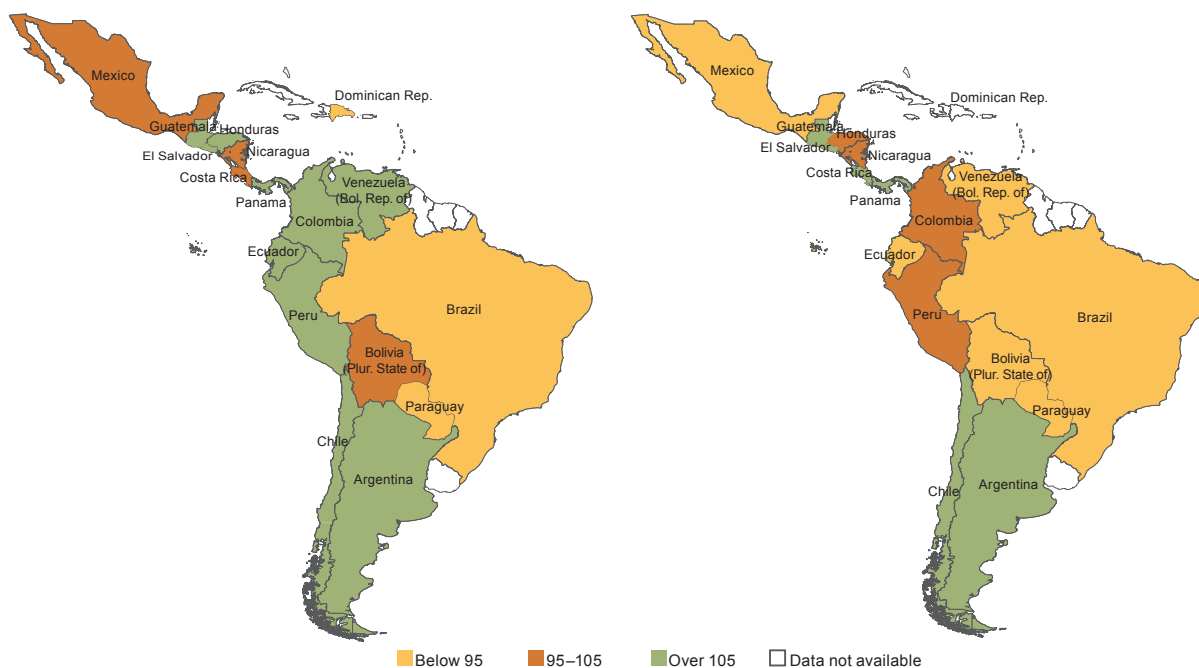 Mexico
Dominican Rep.
Guatemala
Honduras
El Salvador
Nicaragua
Costa Rica
Panama
Venezuela
(Bol. Rep. of)
Colombia
Ecuador
Peru
Brazil
Bolivia
(Plur. State of)
Paraguay
Chile
Argentina
Mexico
Dominican Rep.
Guatemala
Honduras
El Salvador
Nicaragua
Costa Rica
Panama
Venezuela
(Bol. Rep. of)
Colombia
Ecuador
Peru
Brazil
Bolivia
(Plur. State of)
Paraguay
Chile
Argentina
Below 95
95–105
Over 105
Data not available